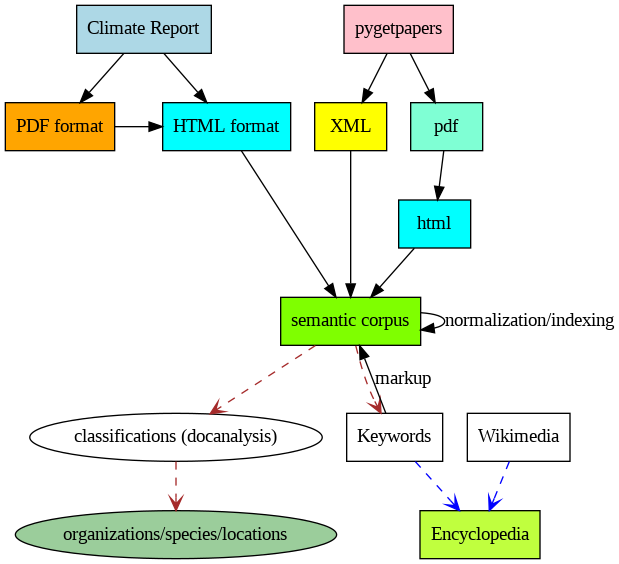 Climate Report
pygetpapers
PDF format
HTML format
XML
pdf
html
semantic corpus
normalization/indexing
markup
classifications (docanalysis)
Keywords
Wikimedia
organizations/species/locations
Encyclopedia